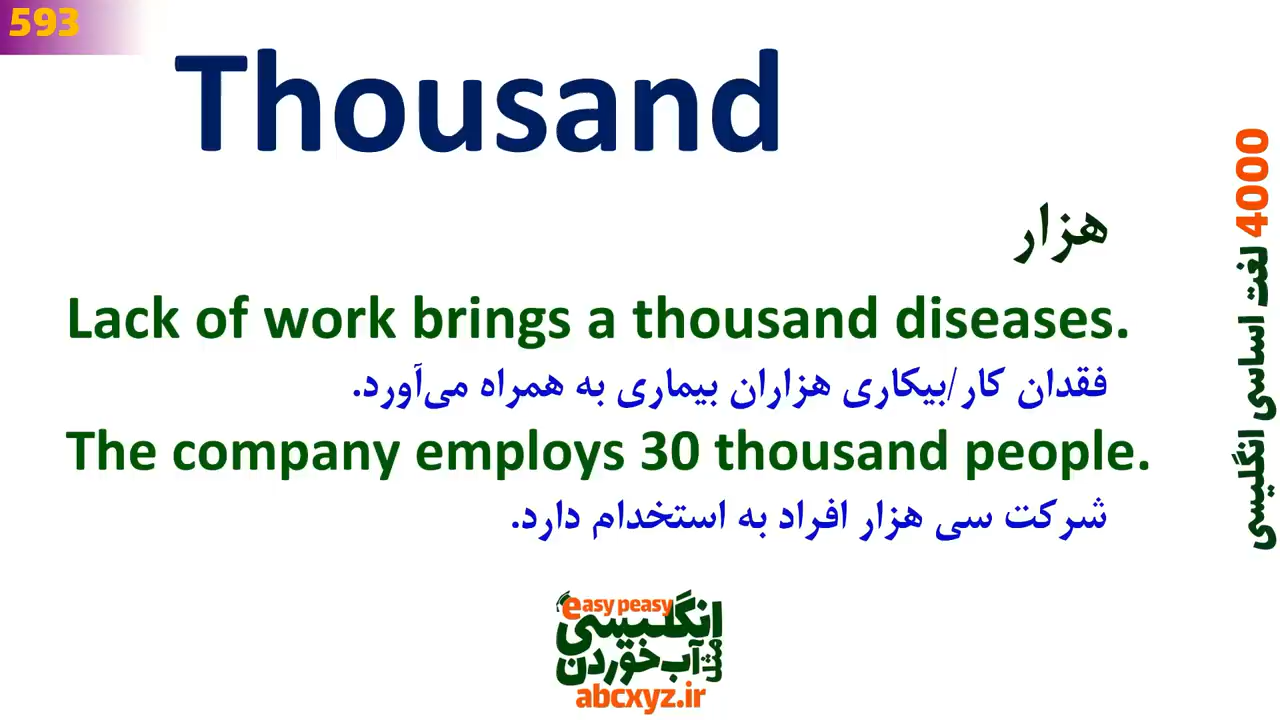 593
Thousand
هزار
Lack of work brings a thousand diseases.
فقدان کار/بیکاری هزاران بیماری به همراه می‌آورد.
The company employs 30 thousand people.
شرکت سی هزار افراد به استخدام دارد.
4000 لغت اساسی انگلیسی
easy peasy
انگلیسی
مثل آب خوردن
abcxyz.ir